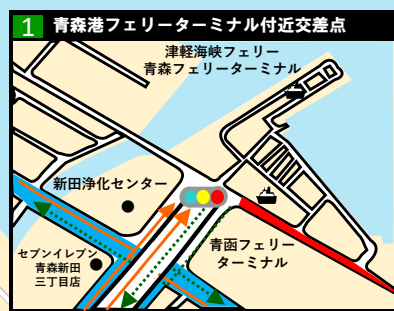 1 青森港フェリーターミナル付近交差点
津軽海峡フェリー
青森フェリーターミナル
新田浄化センター
青函フェリー
ターミナル
セブンイレブン
青森新田
三丁目店